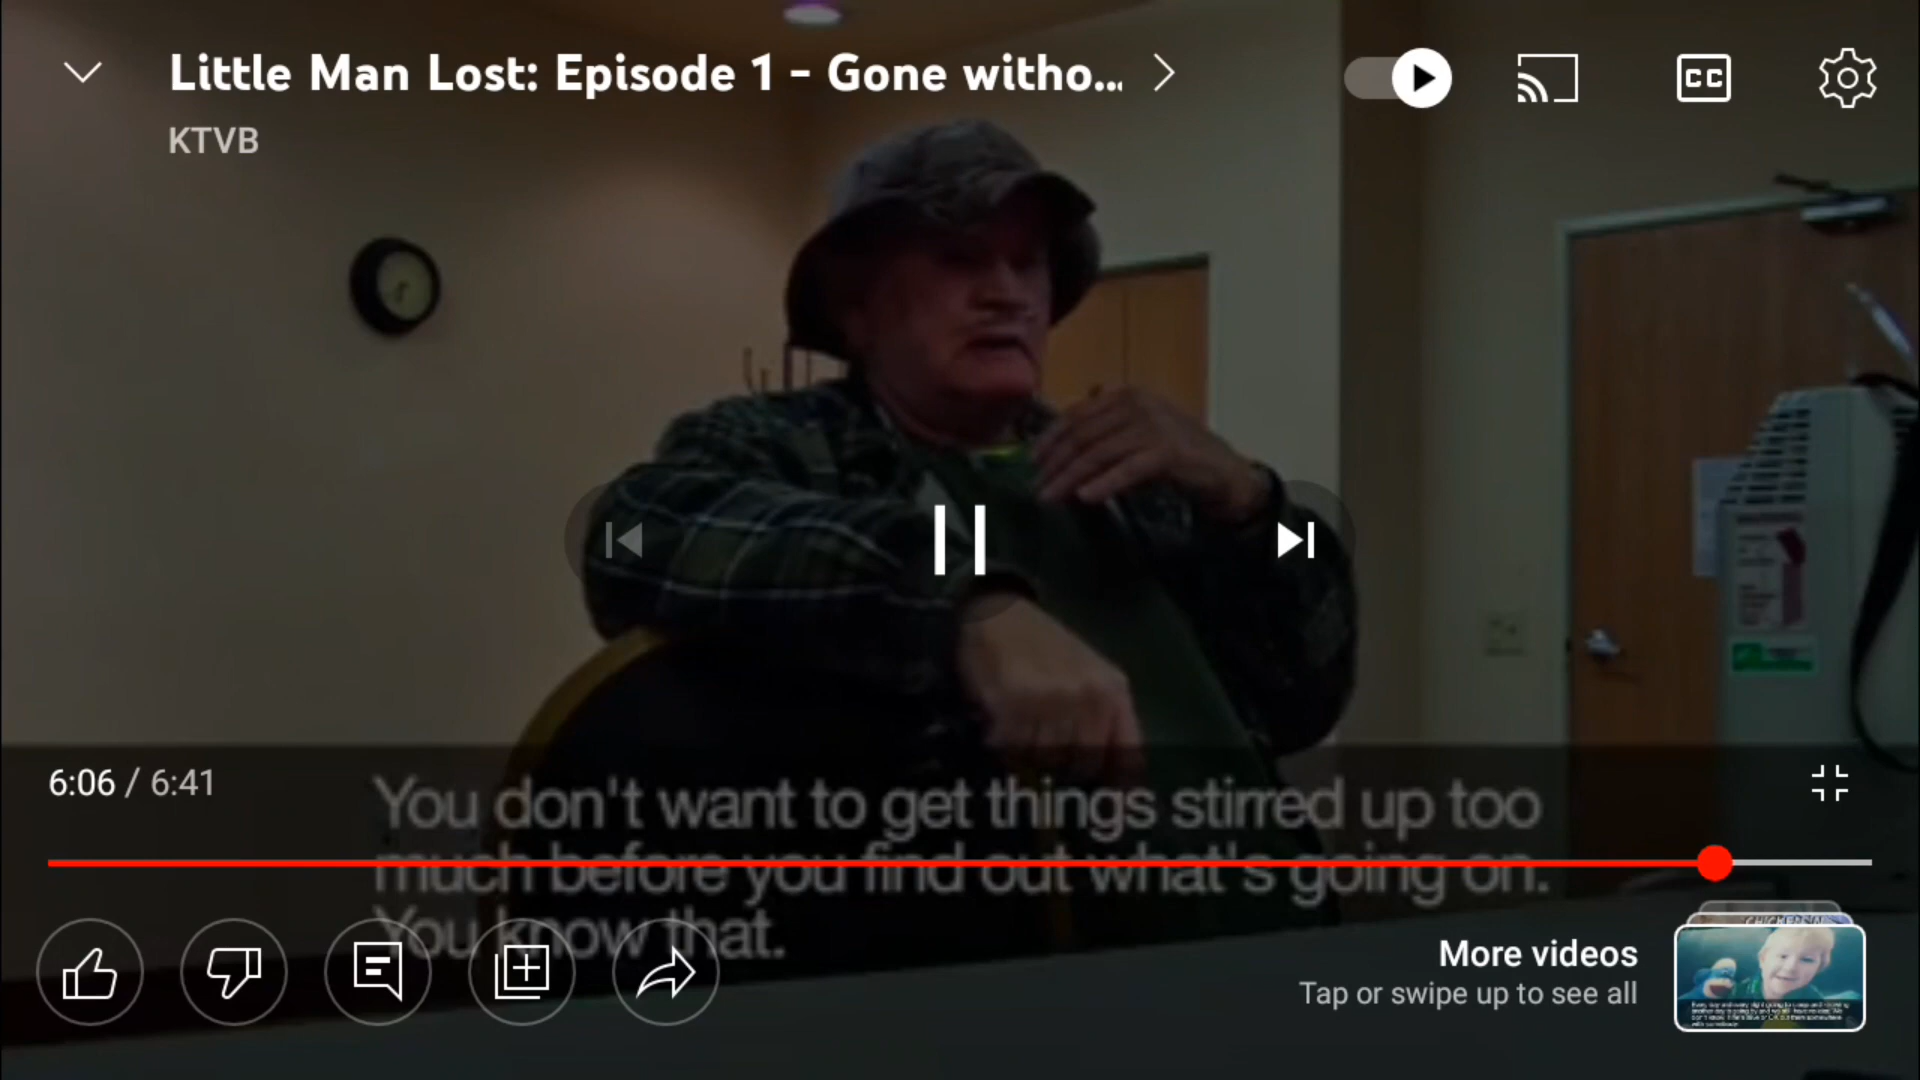 Little Man Lost: Episode 1 - Gone witho...
KTVB
CC
6:06 / 6:41
You don't want to get things stirred up too
much before you find out what's going on.
You know that.
More videos
Tap or swipe up to see all